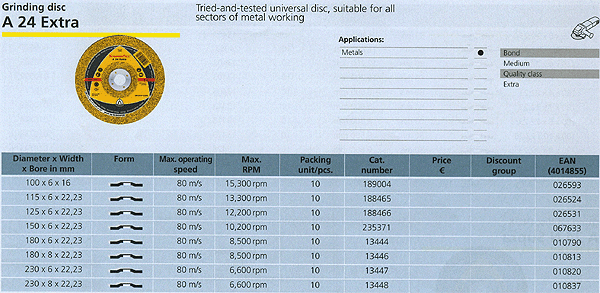 Grinding disc
A 24 Extra
Tried-and-tested universal disc, suitable for all
sectors of metal working
Applications:
Metals ●
Bond
Medium
Quality class
Extra
Diameter x Width x Bore in mm Form Max. operating speed Max. RPM Packing unit/pcs. Cat. number Price € Discount group EAN (4014855)
100 x 6 x 16 80 m/s 15,300 rpm 10 189004 026593
115 x 6 x 22,23 80 m/s 13,300 rpm 10 188465 026524
125 x 6 x 22,23 80 m/s 12,200 rpm 10 188466 026531
150 x 6 x 22,23 80 m/s 10,200 rpm 10 235371 067633
180 x 6 x 22,23 80 m/s 8,500 rpm 10 13444 010790
180 x 8 x 22,23 80 m/s 8,500 rpm 10 13446 010813
230 x 6 x 22,23 80 m/s 6,600 rpm 10 13447 010820
230 x 8 x 22,23 80 m/s 6,600 rpm 10 13448 010837